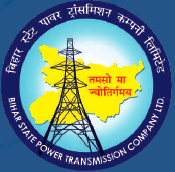 बिहार स्टेट पावर ट्रांसमिशन कम्पनी लिमिटेड
तमसो मा
ज्योतिर्गमय
BIHAR STATE POWER TRANSMISSION COMPANY LTD.